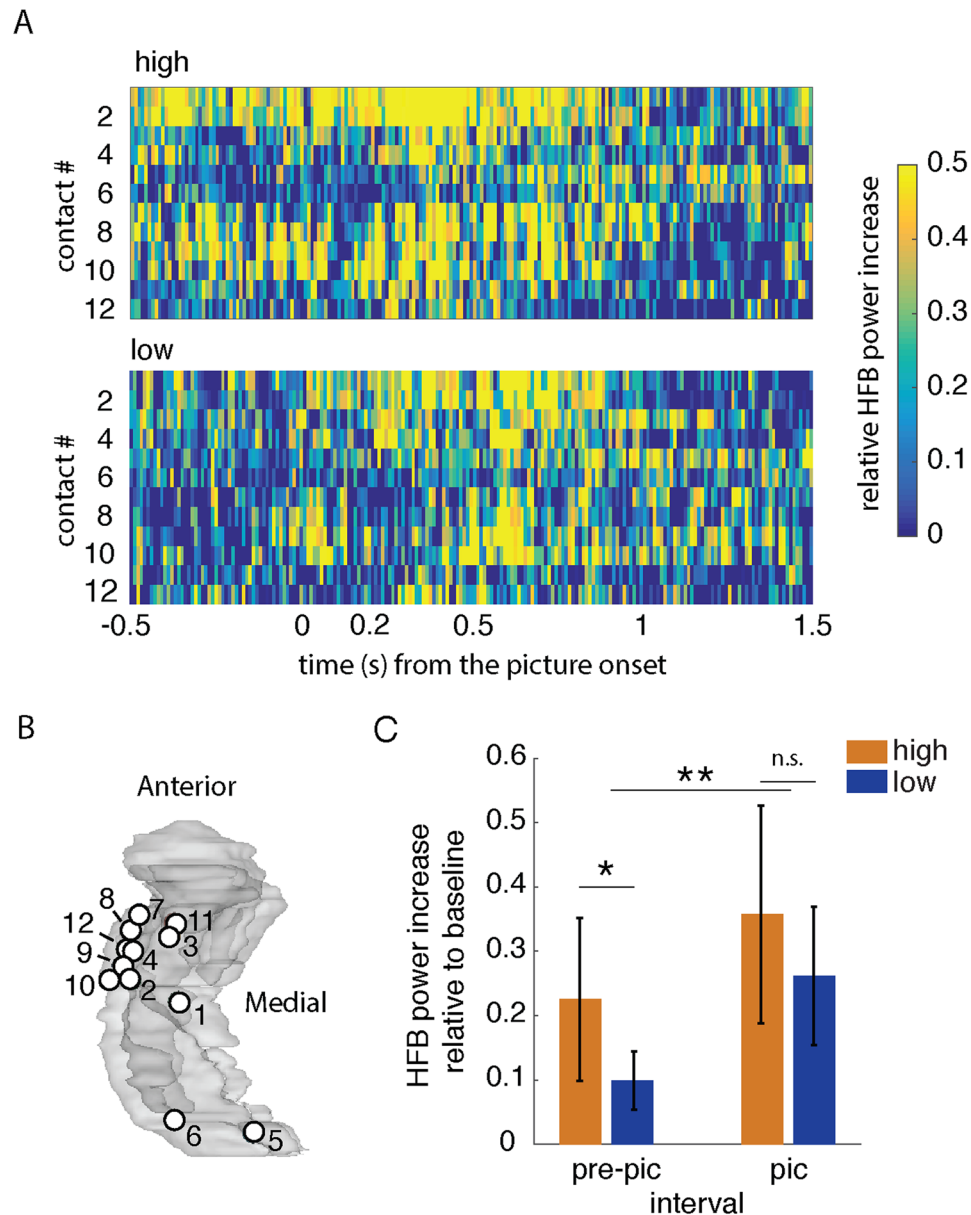 A
high
2
4
6
8
10
12
contact #
low
2
4
6
8
10
12
contact #
-0.5 0 0.2 0.5 1 1.5
time (s) from the picture onset
0.5
0.4
0.3
0.2
0.1
0
relative HFB power increase
B
Anterior
8
7
12
11
9
4
3
10
2
1
Medial
6
5
C
high
low
0.6
0.5
0.4
0.3
0.2
0.1
0
HFB power increase
relative to baseline
*
**
n.s.
pre-pic pic
interval